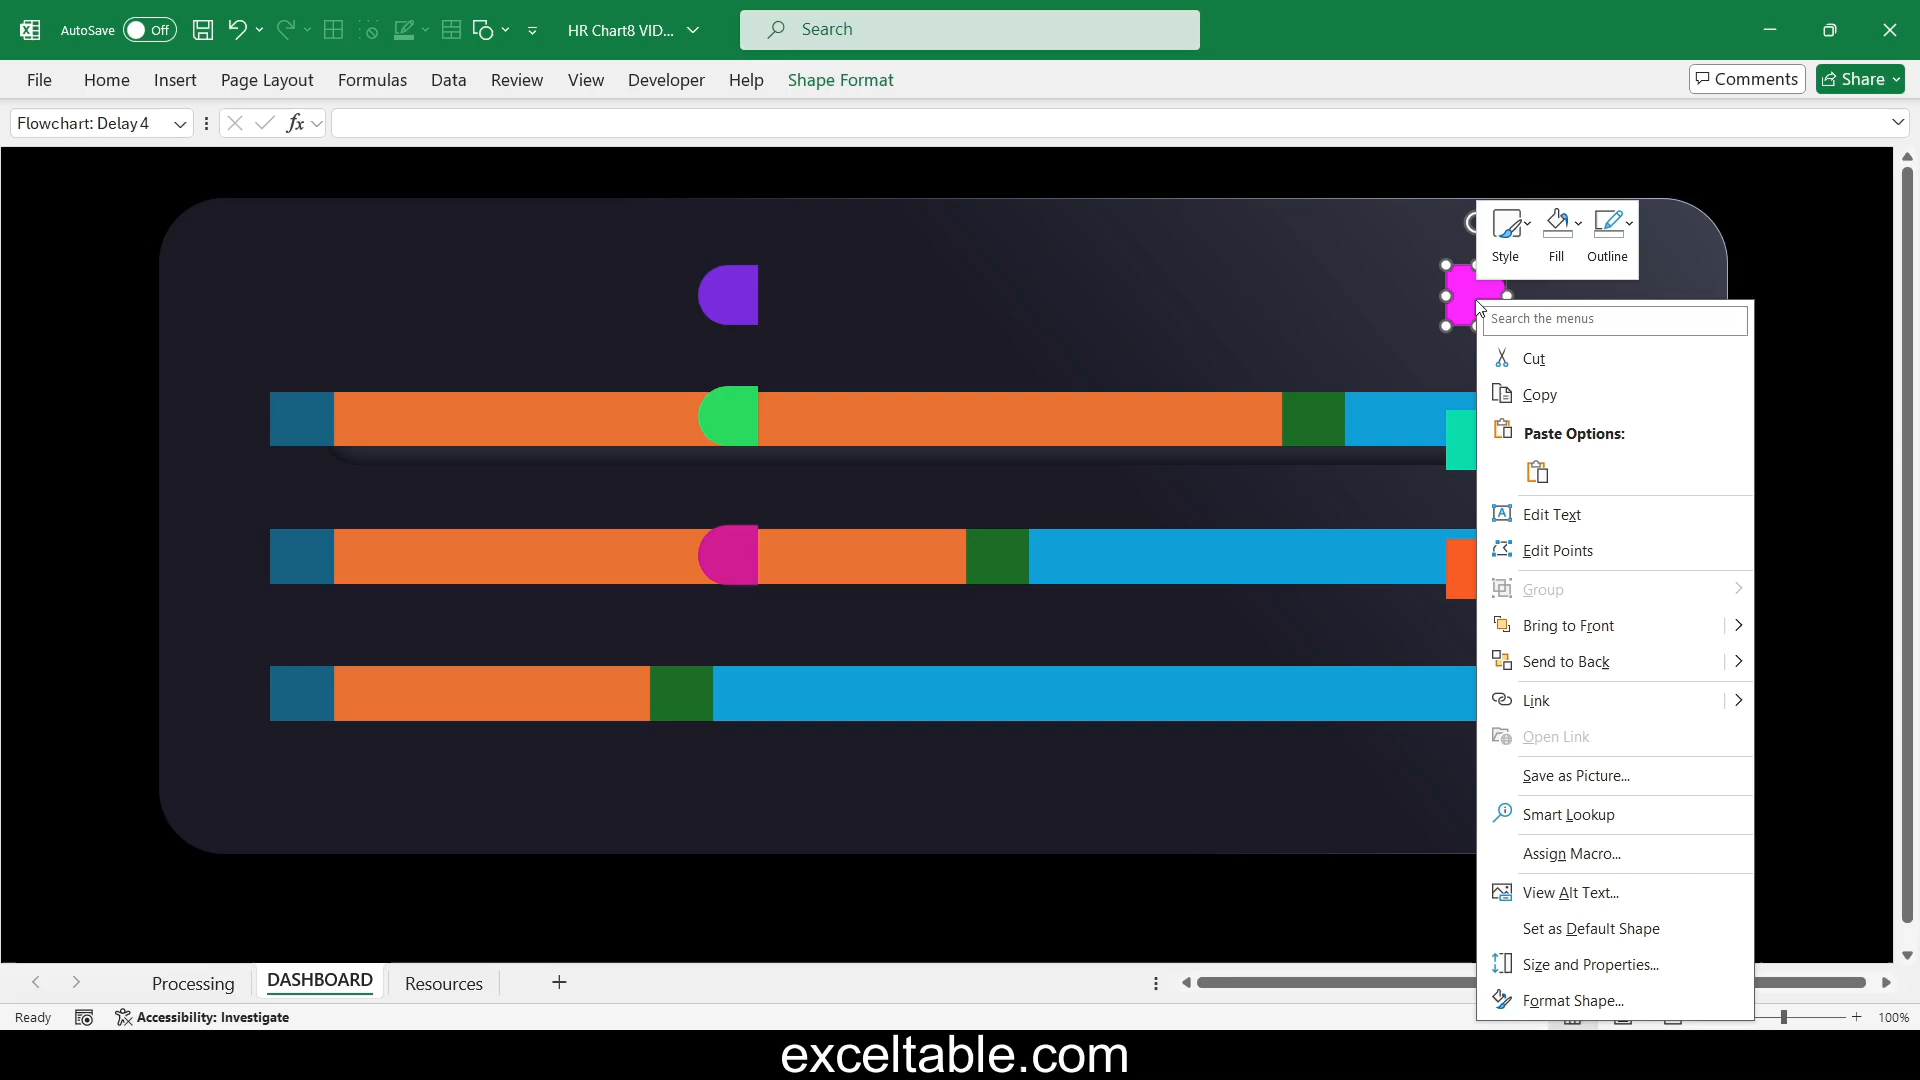 AutoSave Off HR Chart8 VID... Search
File Home Insert Page Layout Formulas Data Review View Developer Help Shape Format Comments Share
Flowchart: Delay 4 fx
Style Fill Outline
Search the menus
Cut
Copy
Paste Options:
Edit Text
Edit Points
Group
Bring to Front
Send to Back
Link
Open Link
Save as Picture...
Smart Lookup
Assign Macro...
View Alt Text...
Set as Default Shape
Size and Properties...
Format Shape...
Processing DASHBOARD Resources
Ready Accessibility: Investigate 100%
exceltable.com